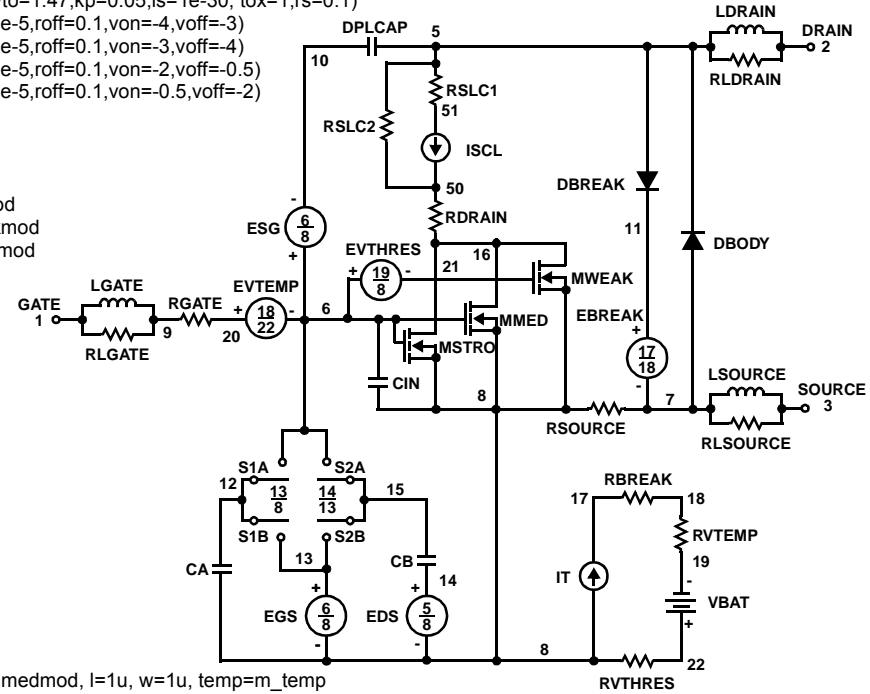 to=1.47,kp=0.05,is=1e-30, tox=1,rs=0.1)
e-5,roff=0.1,von=-4,voff=-3)
e-5,roff=0.1,von=-3,voff=-4)
e-5,roff=0.1,von=-2,voff=-0.5)
e-5,roff=0.1,von=-0.5,voff=-2)
od
kmod
mod
LDRAIN
DPLCAP 5 DRAIN
10 2
RLDRAIN
RSLC1
51
RSLC2
ISCL
50
DBREAK
RDRAIN
ESG 6 8
- +
11
DBODY
EVTHRES
16
21
+ 19 8 -
MWEAK
LGATE
EVTEMP
GATE RGATE 6
1
+ 18 22 -
MMED
EBREAK
+
9 20
MSTRO
RLGATE
17 18
-
CIN
LSOURCE
8 7 SOURCE
3
RSOURCE
RLSOURCE
S1A S2A
12 13 8 14 13 15
RBREAK
17 18
S1B S2B
RVTEMP
13
CA CB 19
14
IT
-
VBAT
+ +
EGS 6 8 EDS 5 8
+
- -
8
22
RVTHRES
medmod, l=1u, w=1u, temp=m_temp